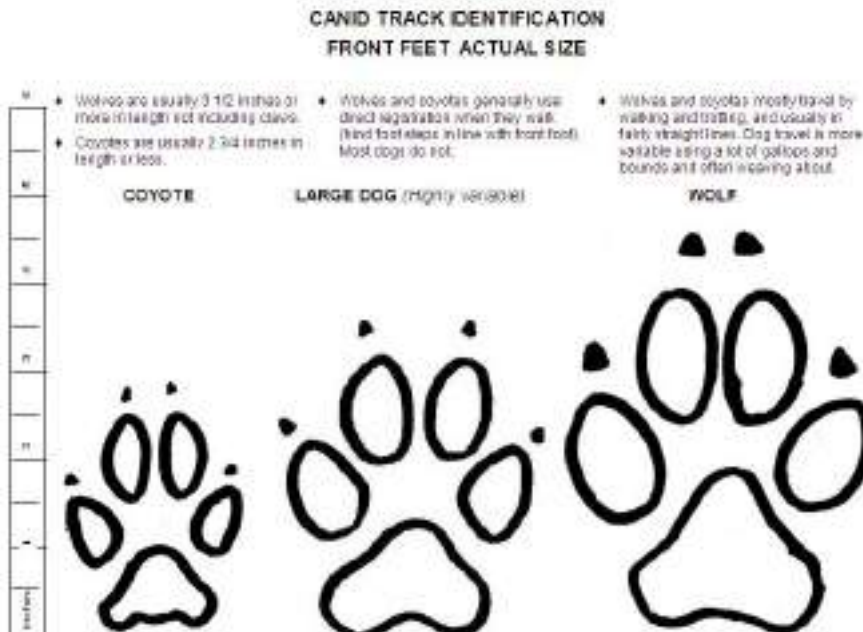 CANID TRACK IDENTIFICATION
FRONT FEET ACTUAL SIZE
♦ Wolves are usually 3 1/2 inches or
more in length not including claws.
♦ Coyotes are usually 2 3/4 inches in
length or less.
♦ Wolves and coyotes generally use
direct registration when they walk
(hind foot steps in line with front foot).
Most dogs do not.
♦ Wolves and coyotes mostly travel by
walking and trotting, and usually in
fairly straight lines. Dog travel is more
variable using a lot of gallops and
bounds and often weaving about.
COYOTE
LARGE DOG (Highly variable)
WOLF
inches